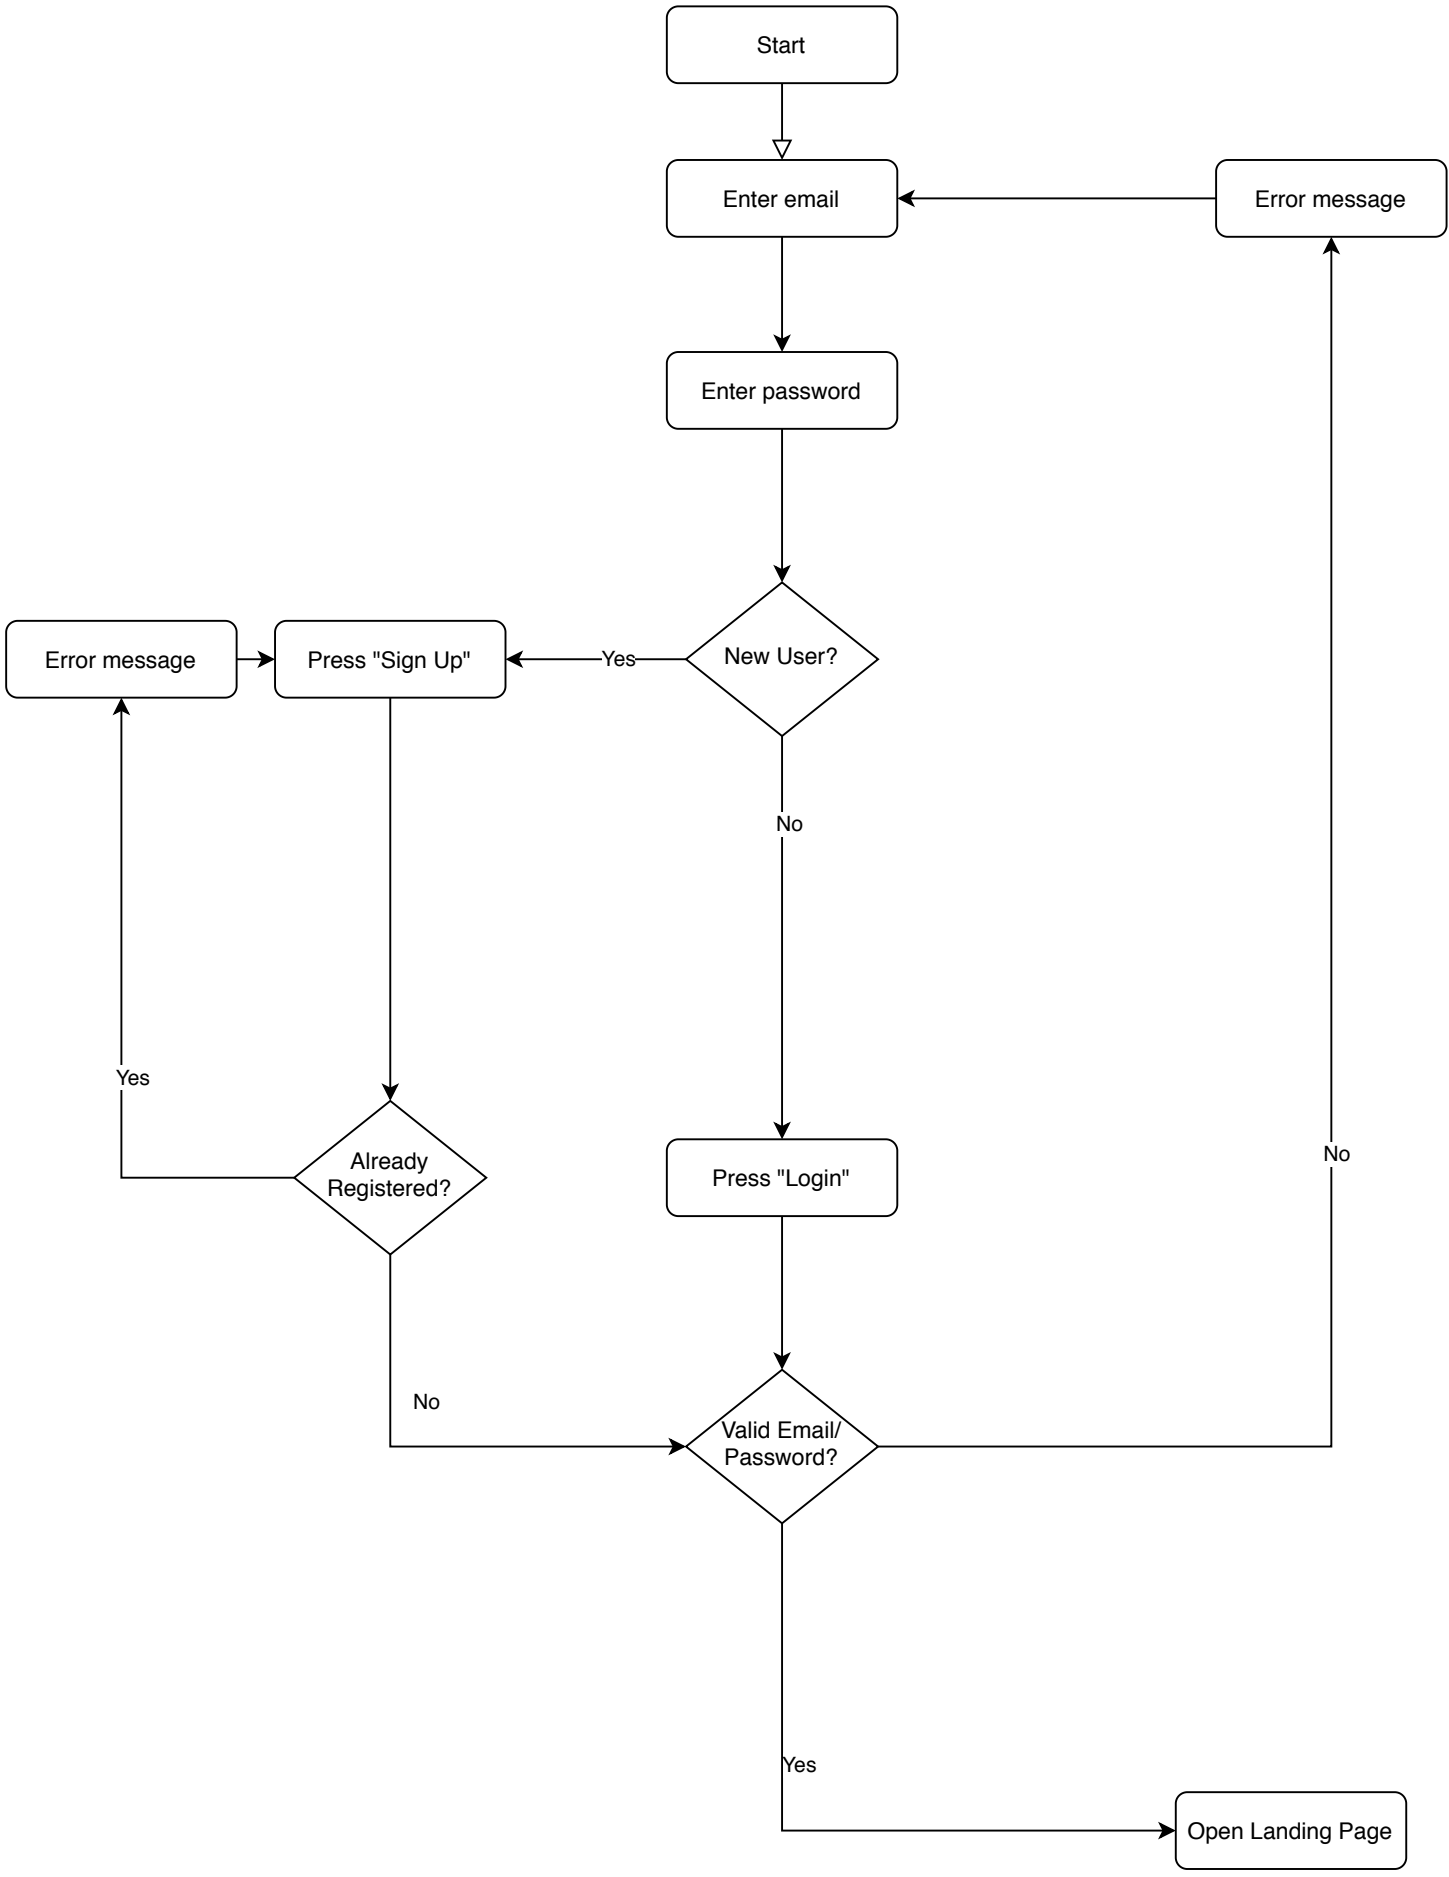 Start
Enter email
Error message
Enter password
Error message
Press "Sign Up"
Yes
New User?
No
Yes
Already
Registered?
Press "Login"
No
No
Valid Email/
Password?
Yes
Open Landing Page